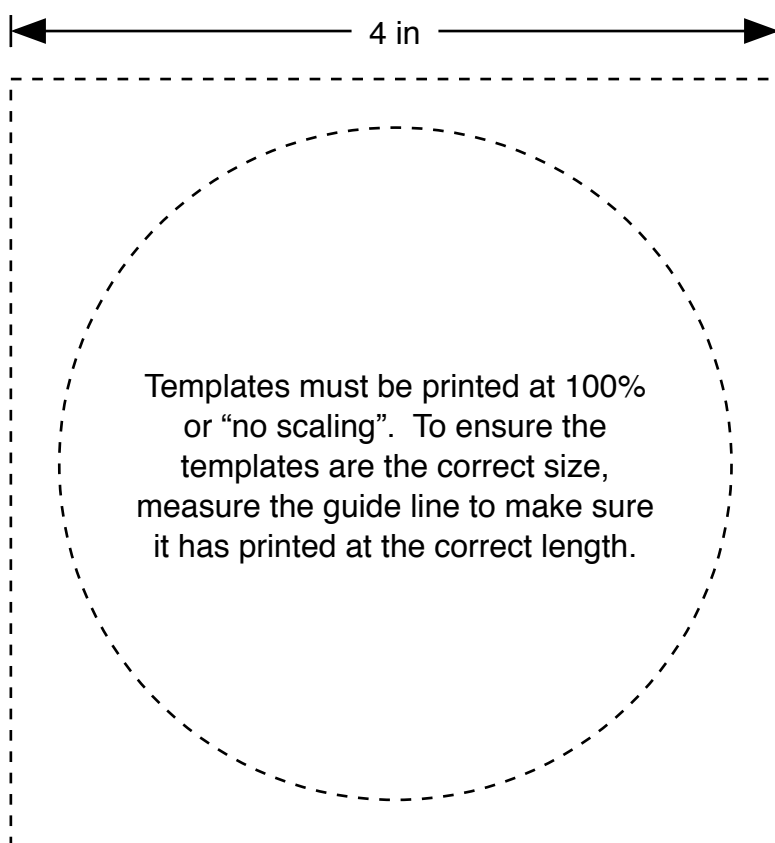 4 in
Templates must be printed at 100%
or “no scaling”.  To ensure the
templates are the correct size,
measure the guide line to make sure
it has printed at the correct length.